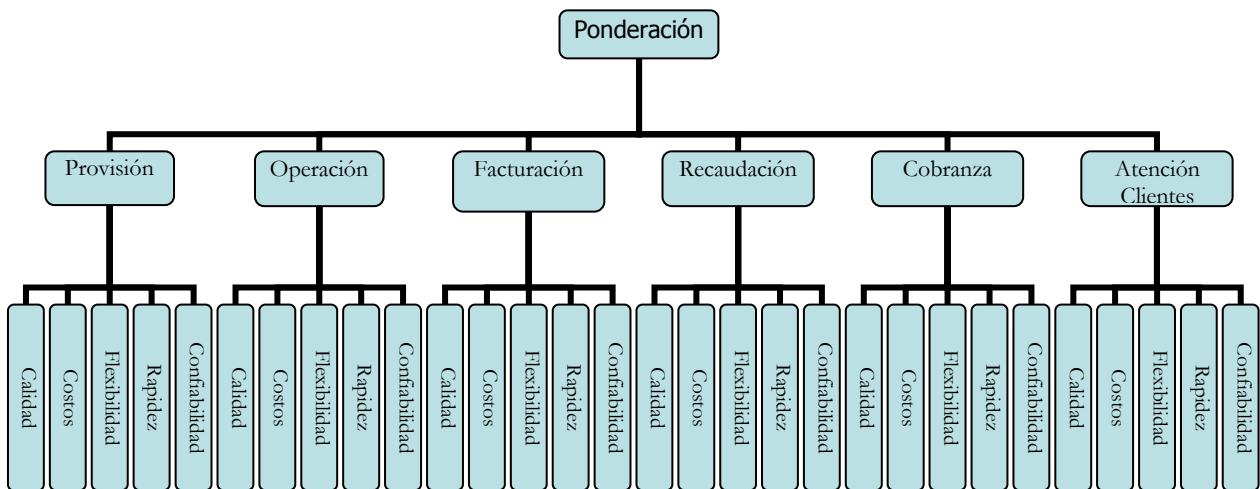 Ponderación
Provisión
Operación
Facturación
Recaudación
Cobranza
Atención
Clientes
Calidad
Costos
Flexibilidad
Rapidez
Confiabilidad
Calidad
Costos
Flexibilidad
Rapidez
Confiabilidad
Calidad
Costos
Flexibilidad
Rapidez
Confiabilidad
Calidad
Costos
Flexibilidad
Rapidez
Confiabilidad
Calidad
Costos
Flexibilidad
Rapidez
Confiabilidad
Calidad
Costos
Flexibilidad
Rapidez
Confiabilidad